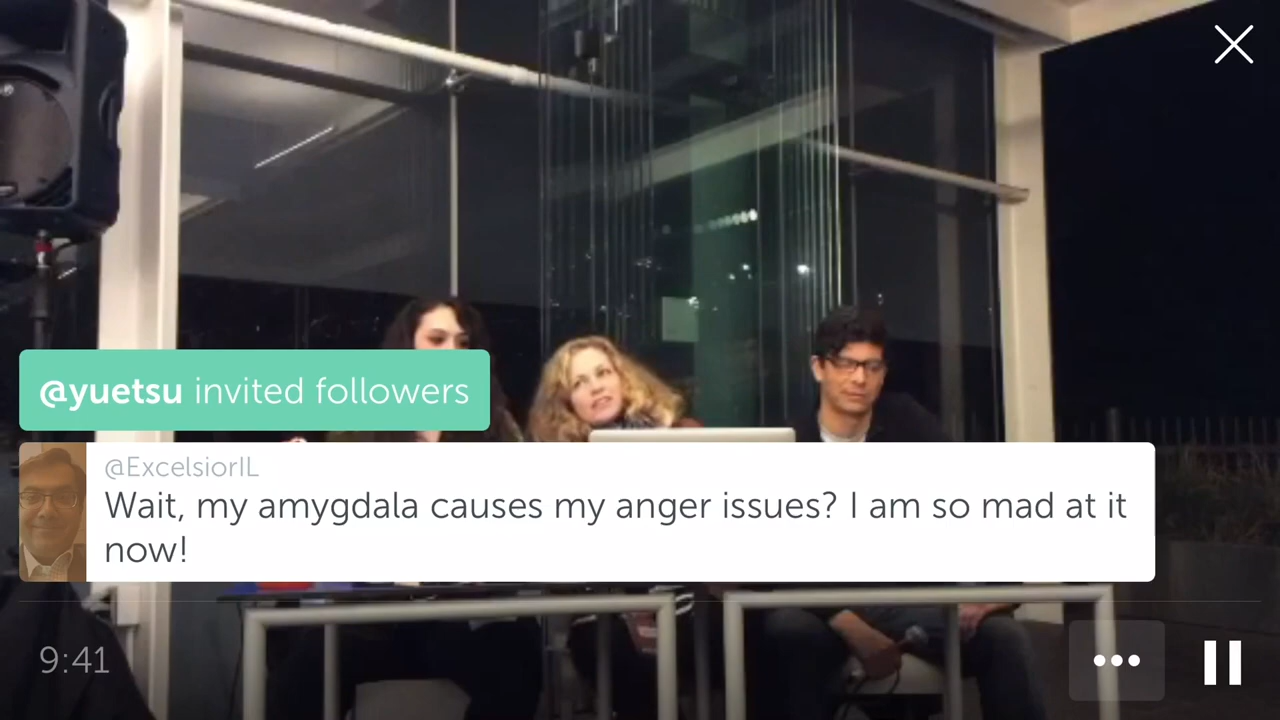 @yuetsu invited followers
@ExcelsiorIL
Wait, my amygdala causes my anger issues? I am so mad at it
now!
9:41